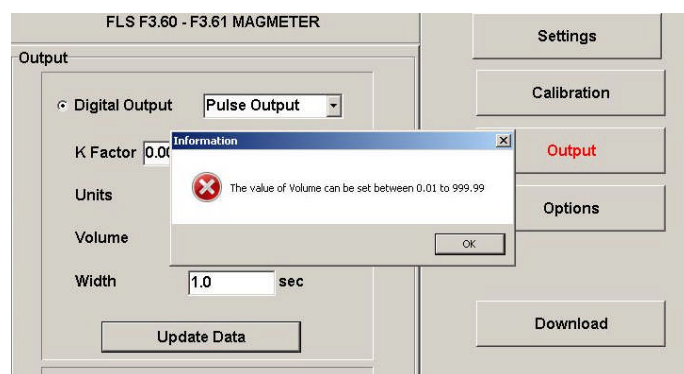 FLS F3.60 - F3.61 MAGMETER
Output
Digital Output Pulse Output
K Factor 0.00
Units
Volume
Width 1.0 sec
Update Data
Information
The value of Volume can be set between 0.01 to 999.99
OK
Settings
Calibration
Output
Options
Download